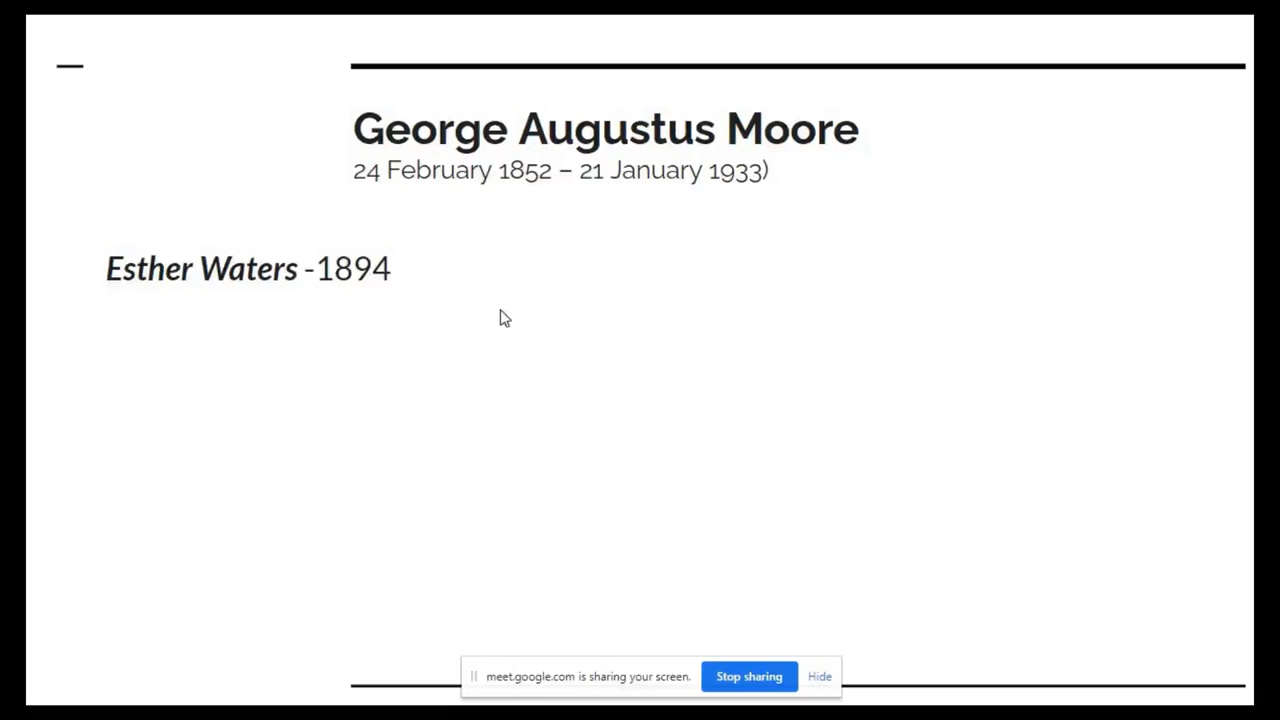 George Augustus Moore
24 February 1852 – 21 January 1933)
Esther Waters -1894
meet.google.com is sharing your screen. Stop sharing Hide